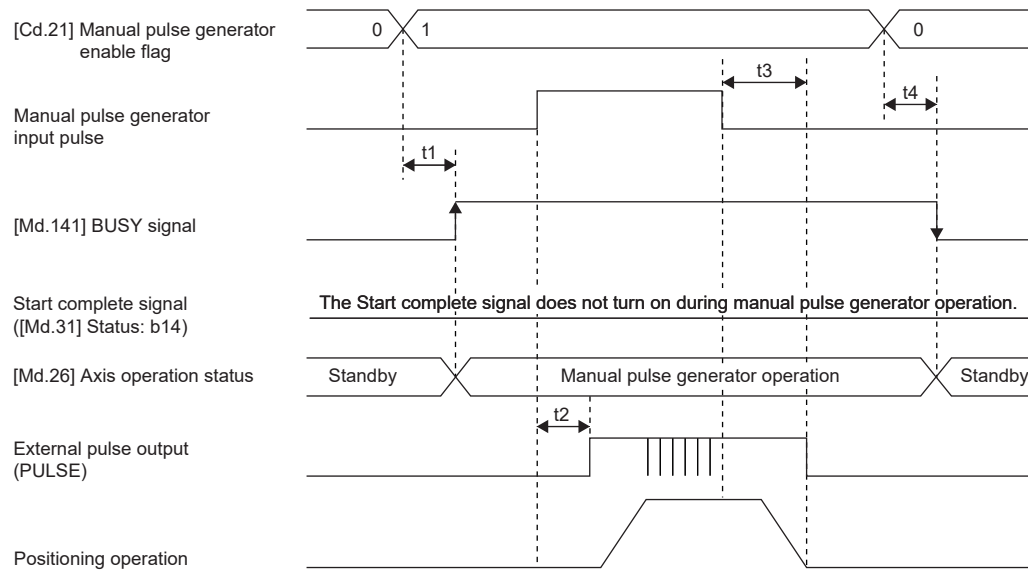 [Cd.21] Manual pulse generator
enable flag
0
1
0
t3
t4
Manual pulse generator
input pulse
t1
[Md.141] BUSY signal
Start complete signal
([Md.31] Status: b14)
The Start complete signal does not turn on during manual pulse generator operation.
[Md.26] Axis operation status
Standby
Manual pulse generator operation
Standby
t2
External pulse output
(PULSE)
Positioning operation